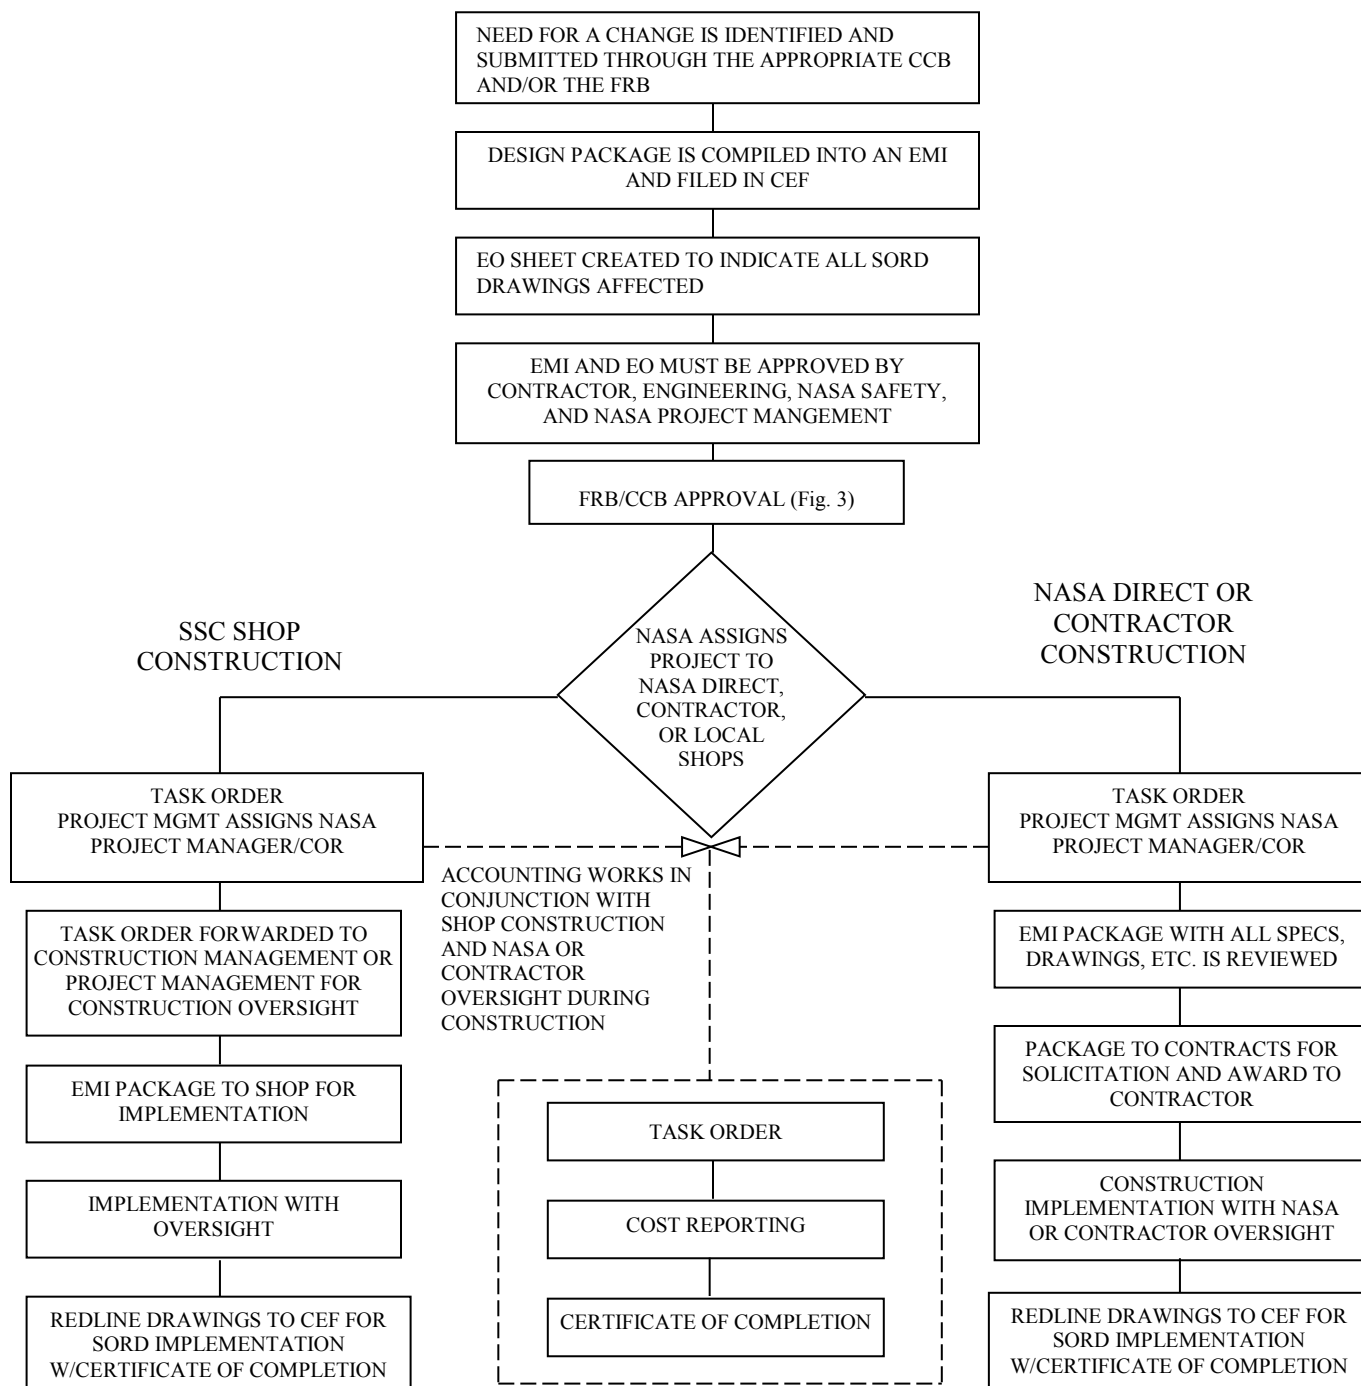 NEED FOR A CHANGE IS IDENTIFIED AND
SUBMITTED THROUGH THE APPROPRIATE CCB
AND/OR THE FRB
DESIGN PACKAGE IS COMPILED INTO AN EMI
AND FILED IN CEF
EO SHEET CREATED TO INDICATE ALL SORD
DRAWINGS AFFECTED
EMI AND EO MUST BE APPROVED BY
CONTRACTOR, ENGINEERING, NASA SAFETY,
AND NASA PROJECT MANGEMENT
FRB/CCB APPROVAL (Fig. 3)
NASA ASSIGNS
PROJECT TO
NASA DIRECT,
CONTRACTOR,
OR LOCAL
SHOPS
SSC SHOP
CONSTRUCTION
TASK ORDER
PROJECT MGMT ASSIGNS NASA
PROJECT MANAGER/COR
TASK ORDER FORWARDED TO
CONSTRUCTION MANAGEMENT OR
PROJECT MANAGEMENT FOR
CONSTRUCTION OVERSIGHT
EMI PACKAGE TO SHOP FOR
IMPLEMENTATION
IMPLEMENTATION WITH
OVERSIGHT
REDLINE DRAWINGS TO CEF FOR
SORD IMPLEMENTATION
W/CERTIFICATE OF COMPLETION
ACCOUNTING WORKS IN
CONJUNCTION WITH
SHOP CONSTRUCTION
AND NASA OR
CONTRACTOR
OVERSIGHT DURING
CONSTRUCTION
TASK ORDER
COST REPORTING
CERTIFICATE OF COMPLETION
NASA DIRECT OR
CONTRACTOR
CONSTRUCTION
TASK ORDER
PROJECT MGMT ASSIGNS NASA
PROJECT MANAGER/COR
EMI PACKAGE WITH ALL SPECS,
DRAWINGS, ETC. IS REVIEWED
PACKAGE TO CONTRACTS FOR
SOLICITATION AND AWARD TO
CONTRACTOR
CONSTRUCTION
IMPLEMENTATION WITH NASA
OR CONTRACTOR OVERSIGHT
REDLINE DRAWINGS TO CEF FOR
SORD IMPLEMENTATION
W/CERTIFICATE OF COMPLETION